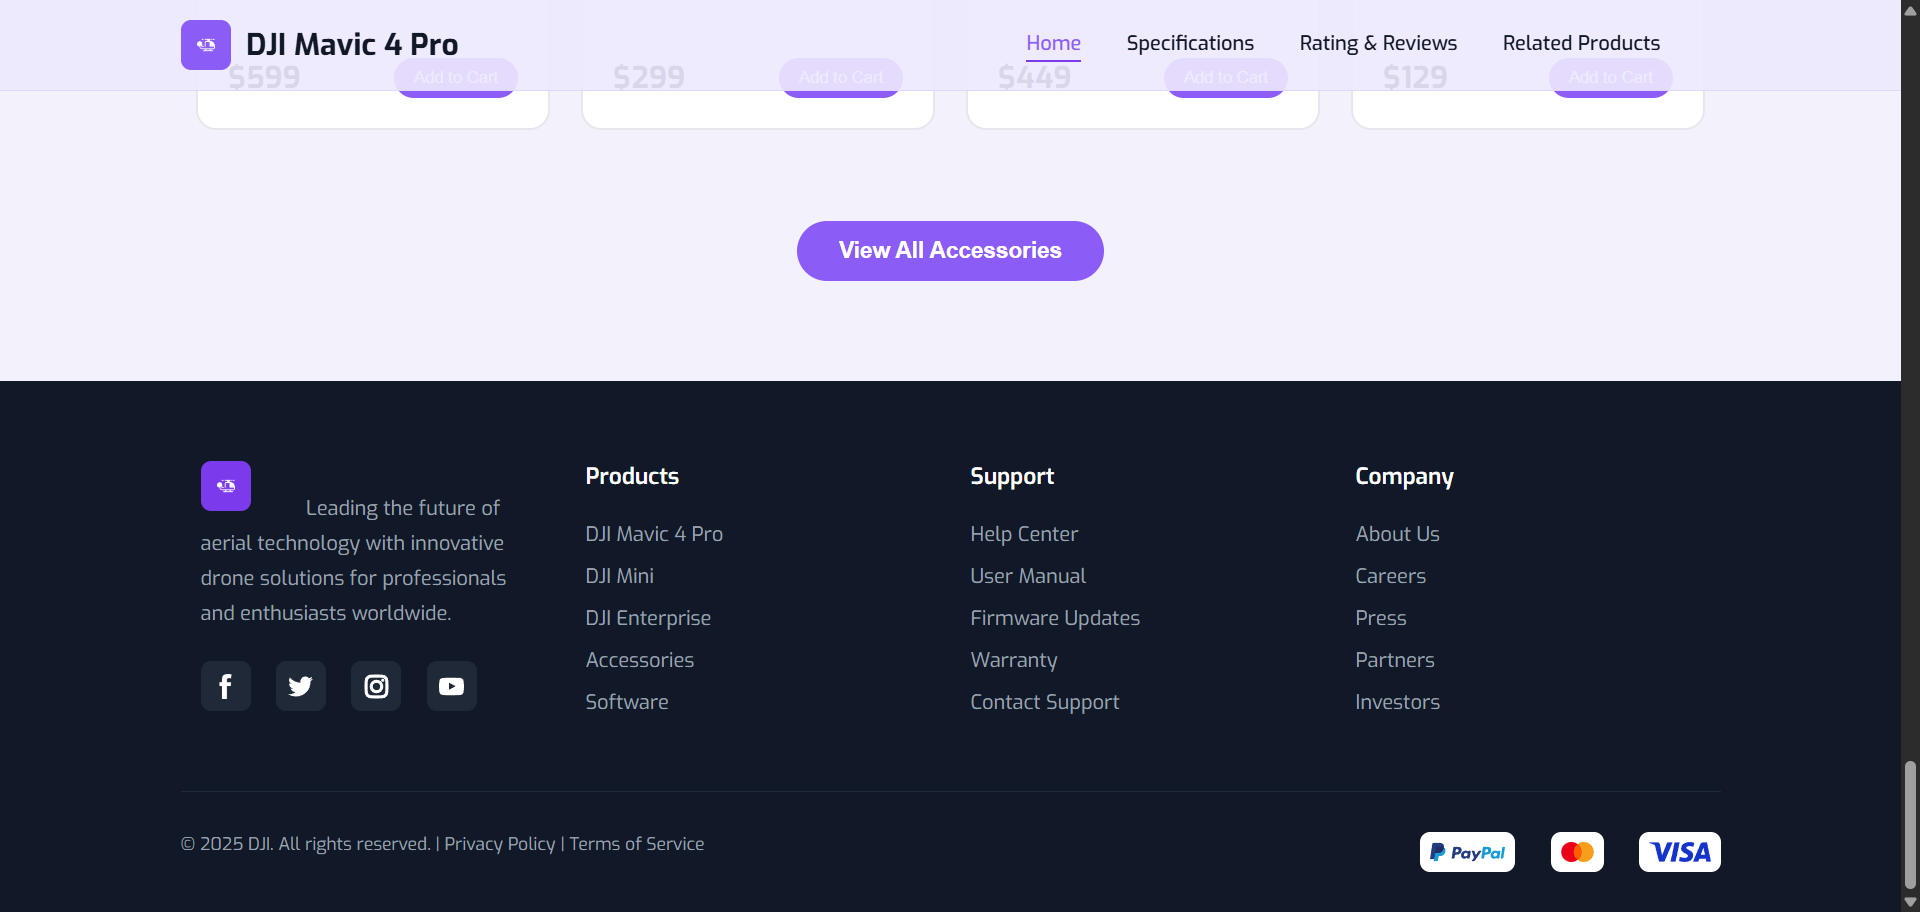 DJI Mavic 4 Pro
Home
Specifications
Rating & Reviews
Related Products
$599
Add to Cart
$299
Add to Cart
$449
Add to Cart
$129
Add to Cart
View All Accessories
Leading the future of
aerial technology with innovative
drone solutions for professionals
and enthusiasts worldwide.
Products
DJI Mavic 4 Pro
DJI Mini
DJI Enterprise
Accessories
Software
Support
Help Center
User Manual
Firmware Updates
Warranty
Contact Support
Company
About Us
Careers
Press
Partners
Investors
© 2025 DJI. All rights reserved. | Privacy Policy | Terms of Service
PayPal
VISA